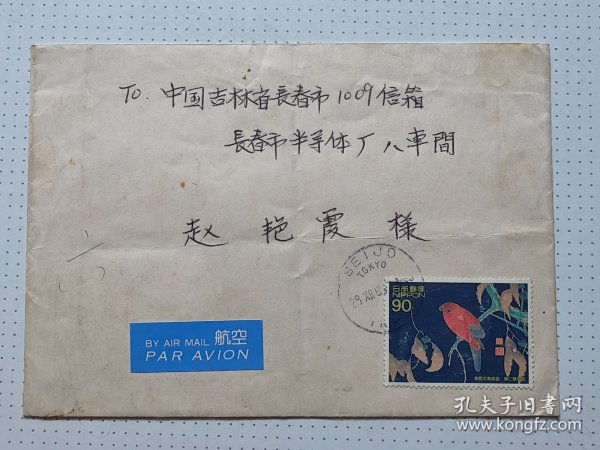 To. 中国吉林省長春市1009信箱
長春市半导体厂八車間
赵艳霞様
SEIJO
TOKYO
日本郵便
NIPPON
90
BY AIR MAIL 航空
PAR AVION
孔夫子旧书网
www.kongfz.com